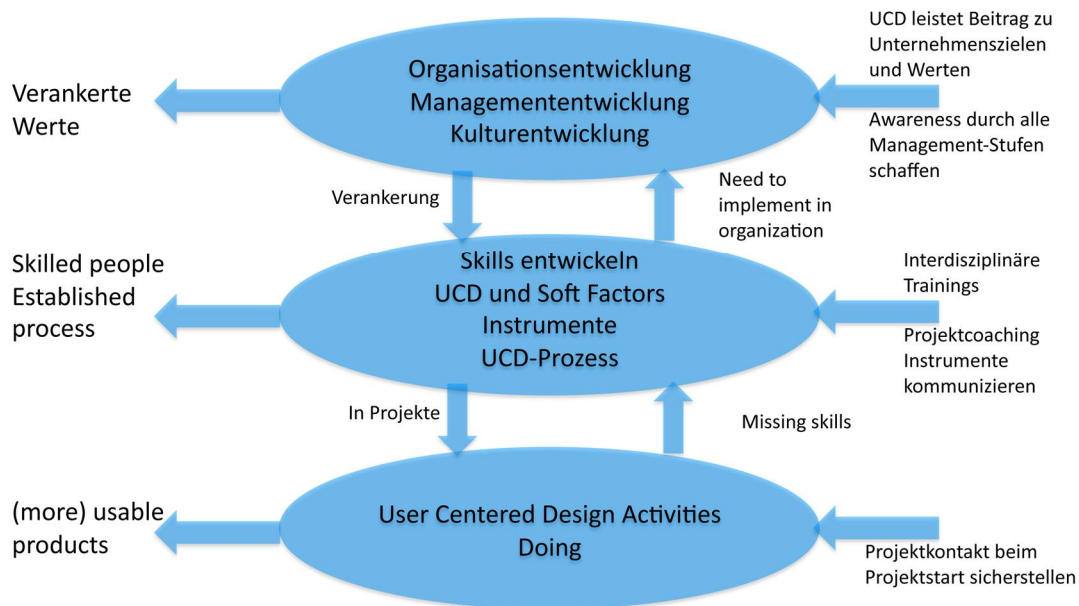 UCD leistet Beitrag zu
Unternehmenszielen
und Werten
Organisationsentwicklung
Managemententwicklung
Kulturentwicklung
Verankerte
Werte
Awareness durch alle
Management-Stufen
schaffen
Verankerung
Need to
implement in
organization
Skilled people
Established
process
Skills entwickeln
UCD und Soft Factors
Instrumente
UCD-Prozess
Interdisziplinäre
Trainings
Projektcoaching
Instrumente
kommunizieren
In Projekte
Missing skills
(more) usable
products
User Centered Design Activities
Doing
Projektkontakt beim
Projektstart sicherstellen